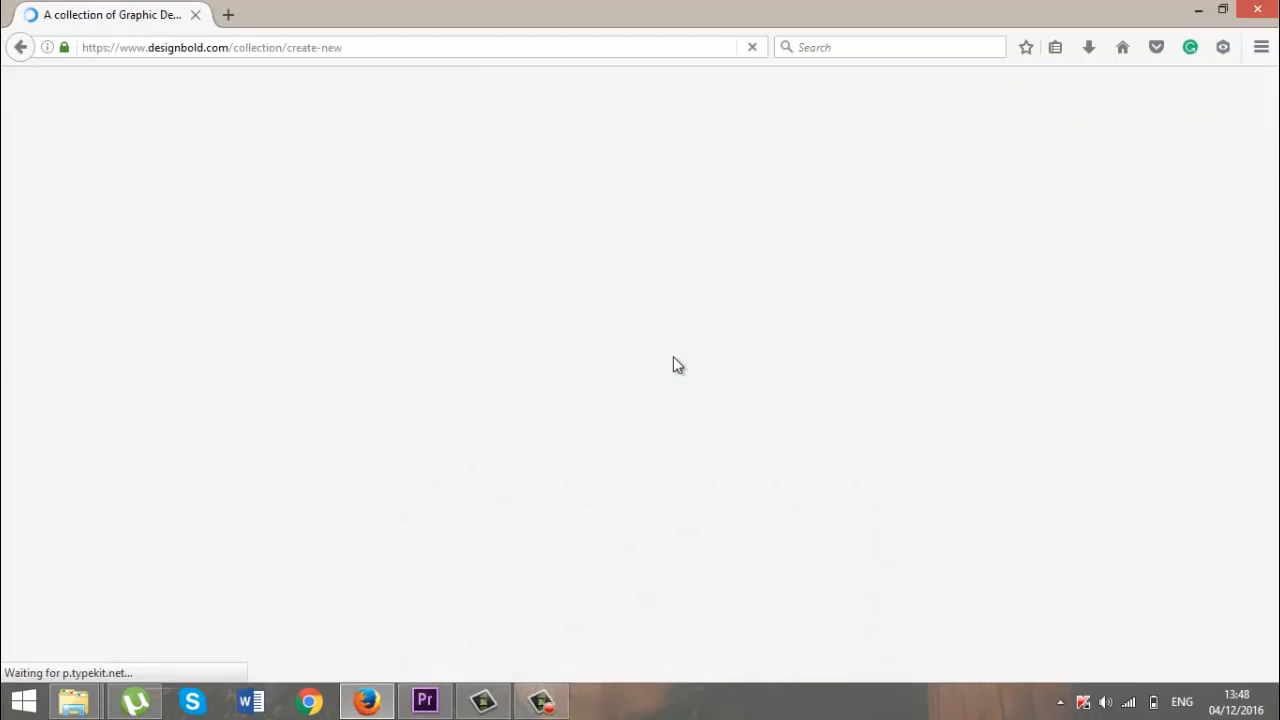 A collection of Graphic De...
https://www.designbold.com/collection/create-new
Search
Waiting for p.typekit.net...
Pr
ENG
13:48
04/12/2016